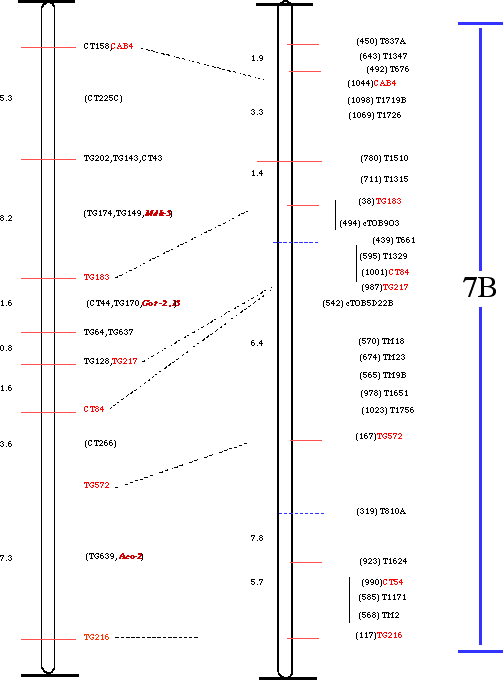 CT158,CAB4
5.3
(CT225C)
TG202,TG143,CT43
8.2
(TG174,TG149,Mdh-3)
TG183
1.6
(CT44,TG170,Got-2,
TG64,TG637
0.8
TG128,TG217
1.6
CT84
3.6
(CT266)
TG572
7.3
(TG639,Aco-2)
TG216
1.9
3.3
1.4
6.4
7.8
5.7
(450) T837A
(643) T1347
(492) T676
(1044)CAB4
(1098) T1719B
(1069) T1726
(780) T1510
(711) T1315
(38)TG183
(494) cTOB9O3
(439) T661
(595) T1329
(1001)CT84
(987)TG217
(542) cTOB5D22B
(570) TM18
(674) TM23
(565) TM9B
(978) T1651
(1023) T1756
(167)TG572
(319) T810A
(923) T1624
(990)CT54
(585) T1171
(568) TM2
(117)TG216
7B